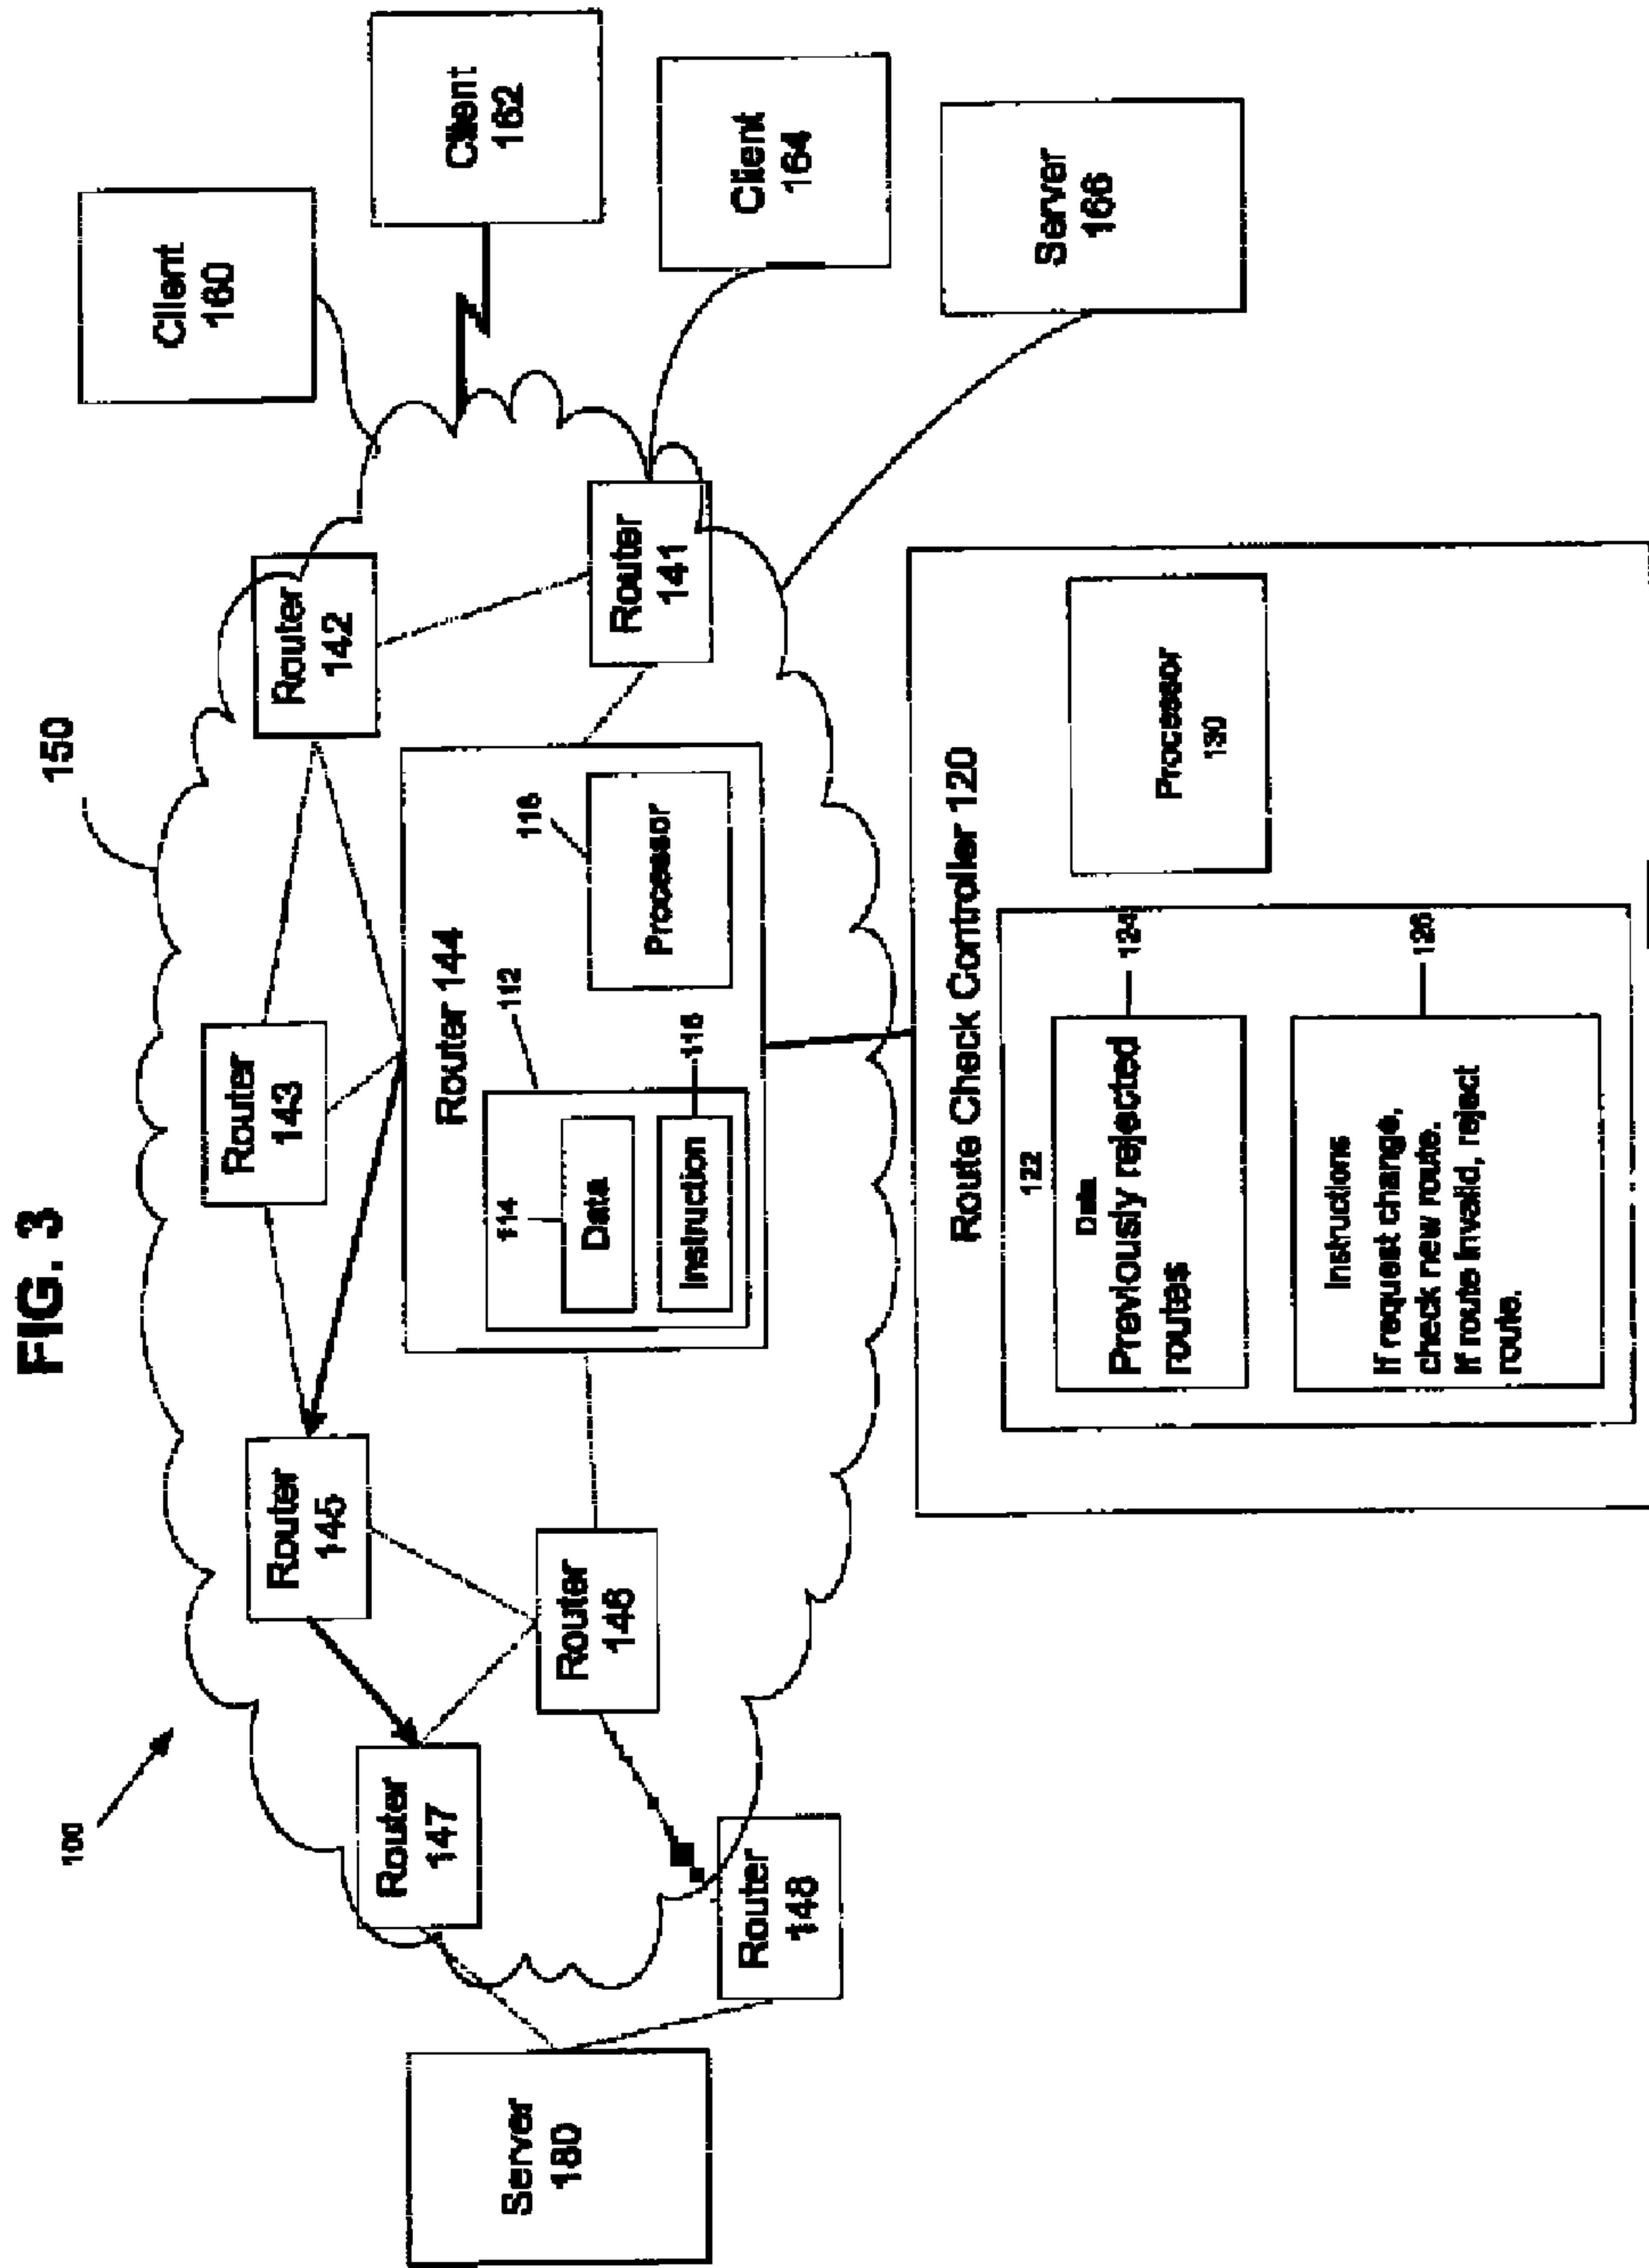 FIG. 3
100
150
Server
180
Router
147
Router
148
Router
145
Router
146
Router
143
Router
142
Router
141
Router 144
112
114
Data
Instruction
116
Processor
Client
160
Client
162
Client
164
Server
166
Route Check Controller 120
122
Data
Previously rejected
routes
124
Instructions
If request change,
check new route.
If route invalid, reject
route.
126
Processor
130